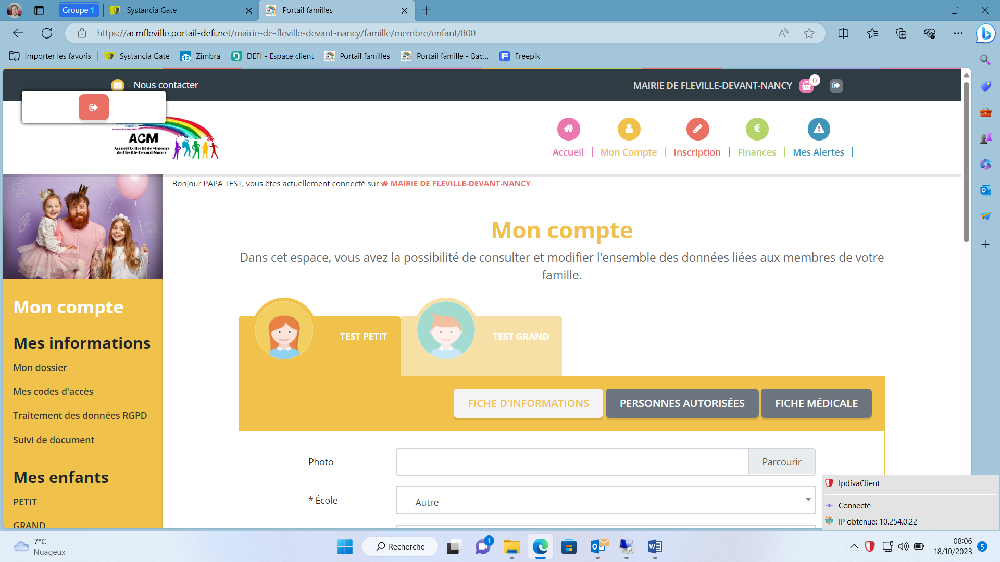 Groupe 1
Systancia Gate
Portail familles
https://acmfleville.portail-defi.net/mairie-de-fleville-devant-nancy/famille/membre/enfant/800
Importer les favoris
Systancia Gate
Zimbra
DEFI - Espace client
Portail familles
Portail famille - Bac...
Freepik
Nous contacter
MAIRIE DE FLEVILLE-DEVANT-NANCY
0
ACM
Accueil Collectif de Mineurs
de Fléville-Devant-Nancy
Accueil
Mon Compte
Inscription
Finances
Mes Alertes
Bonjour PAPA TEST, vous êtes actuellement connecté sur MAIRIE DE FLEVILLE-DEVANT-NANCY
Mon compte
Dans cet espace, vous avez la possibilité de consulter et modifier l'ensemble des données liées aux membres de votre
famille.
Mon compte
Mes informations
Mon dossier
Mes codes d'accès
Traitement des données RGPD
Suivi de document
Mes enfants
PETIT
GRAND
TEST PETIT
TEST GRAND
FICHE D'INFORMATIONS
PERSONNES AUTORISÉES
FICHE MÉDICALE
Photo
Parcourir
* École
Autre
IpdivaClient
Connecté
IP obtenue: 10.254.0.22
7°C
Nuageux
Recherche
1
08:06
18/10/2023
5